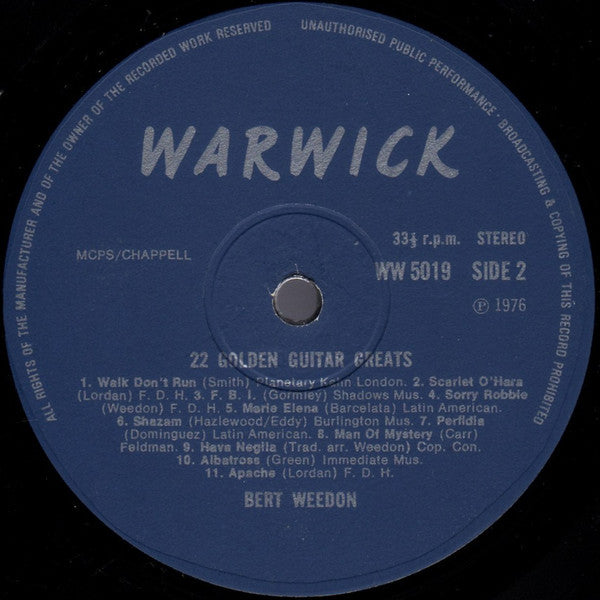 ALL RIGHTS OF THE MANUFACTURER AND OF THE OWNER OF THE RECORDED WORK RESERVED
UNAUTHORISED PUBLIC PERFORMANCE · BROADCASTING & COPYING OF THIS RECORD PROHIBITED
WARWICK
33⅓ r.p.m. STEREO
MCPS/CHAPPELL
WW 5019 SIDE 2
℗ 1976
22 GOLDEN GUITAR GREATS
1. Walk Don't Run (Smith) Planetary Kahn London. 2. Scarlet O'Hara
(Lordan) F. D. H. 3. F. B. I. (Gormley) Shadows Mus. 4. Sorry Robbie
(Weedon) F. D. H. 5. Marie Elena (Barcelata) Latin American.
6. Shazam (Hazlewood/Eddy) Burlington Mus. 7. Perfidia
(Dominguez) Latin American. 8. Man Of Mystery (Carr)
Feldman. 9. Hava Negila (Trad. arr. Weedon) Cop. Con.
10. Albatross (Green) Immediate Mus.
11. Apache (Lordan) F. D. H.
BERT WEEDON